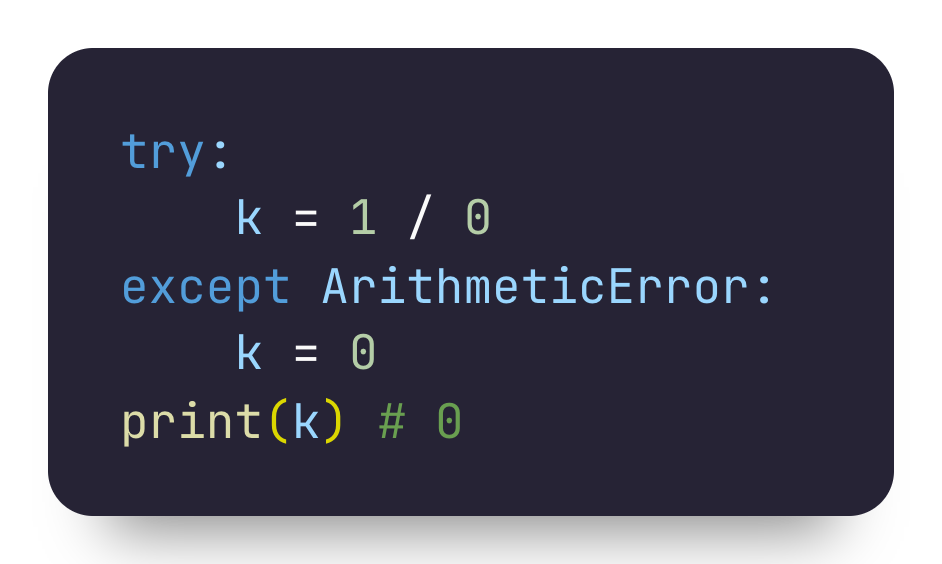 try:
    k = 1 / 0
except ArithmeticError:
    k = 0
print(k) # 0